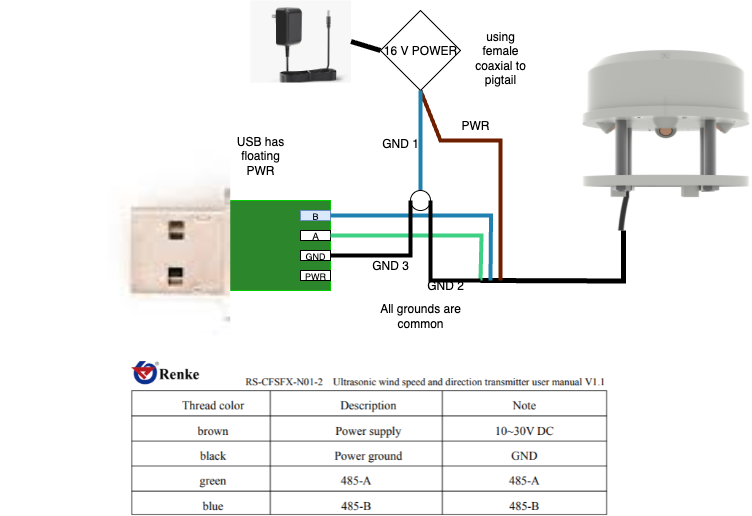 16 V POWER
using
female
coaxial to
pigtail
PWR
GND 1
USB has
floating
PWR
B
A
GND
PWR
GND 3
GND 2
All grounds are
common
Renke
RS-CFSFX-N01-2 Ultrasonic wind speed and direction transmitter user manual V1.1
Thread color Description Note
brown Power supply 10~30V DC
black Power ground GND
green 485-A 485-A
blue 485-B 485-B